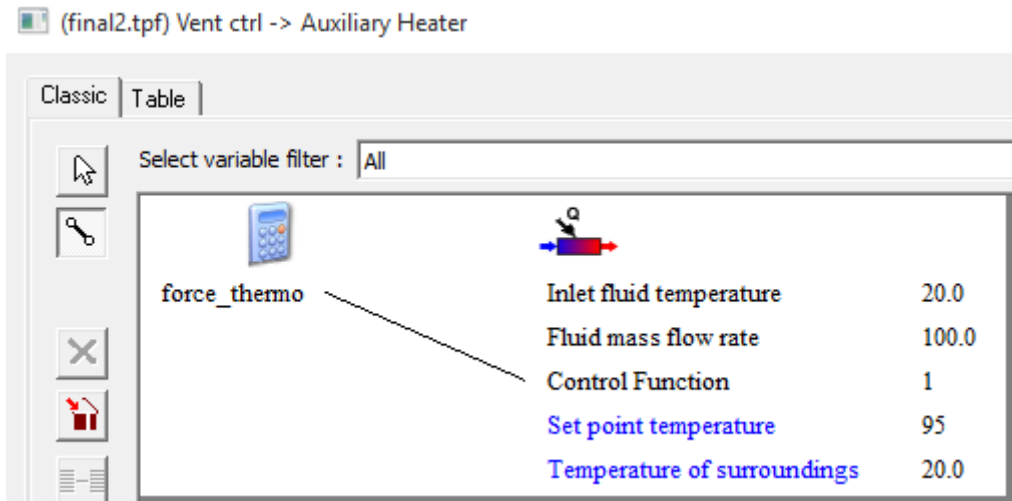 (final2.tpf) Vent ctrl -> Auxiliary Heater
Classic Table
Select variable filter : All
Q
force_thermo Inlet fluid temperature 20.0
Fluid mass flow rate 100.0
Control Function 1
Set point temperature 95
Temperature of surroundings 20.0